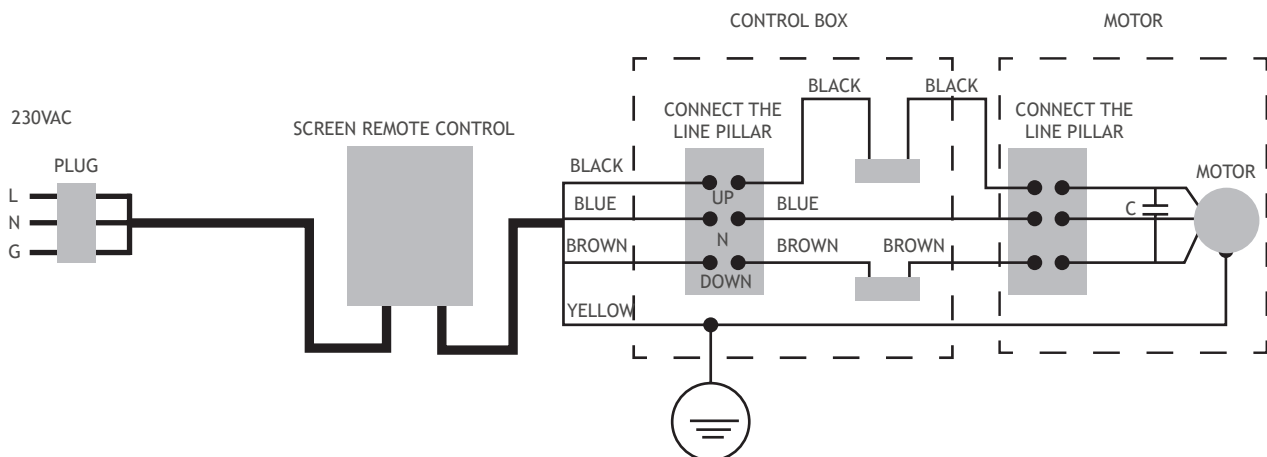 CONTROL BOX
MOTOR
230VAC
PLUG
L
N
G
SCREEN REMOTE CONTROL
BLACK
BLUE
BROWN
YELLOW
CONNECT THE
LINE PILLAR
UP
N
DOWN
BLACK
BLACK
BLUE
BROWN
BROWN
CONNECT THE
LINE PILLAR
C
MOTOR